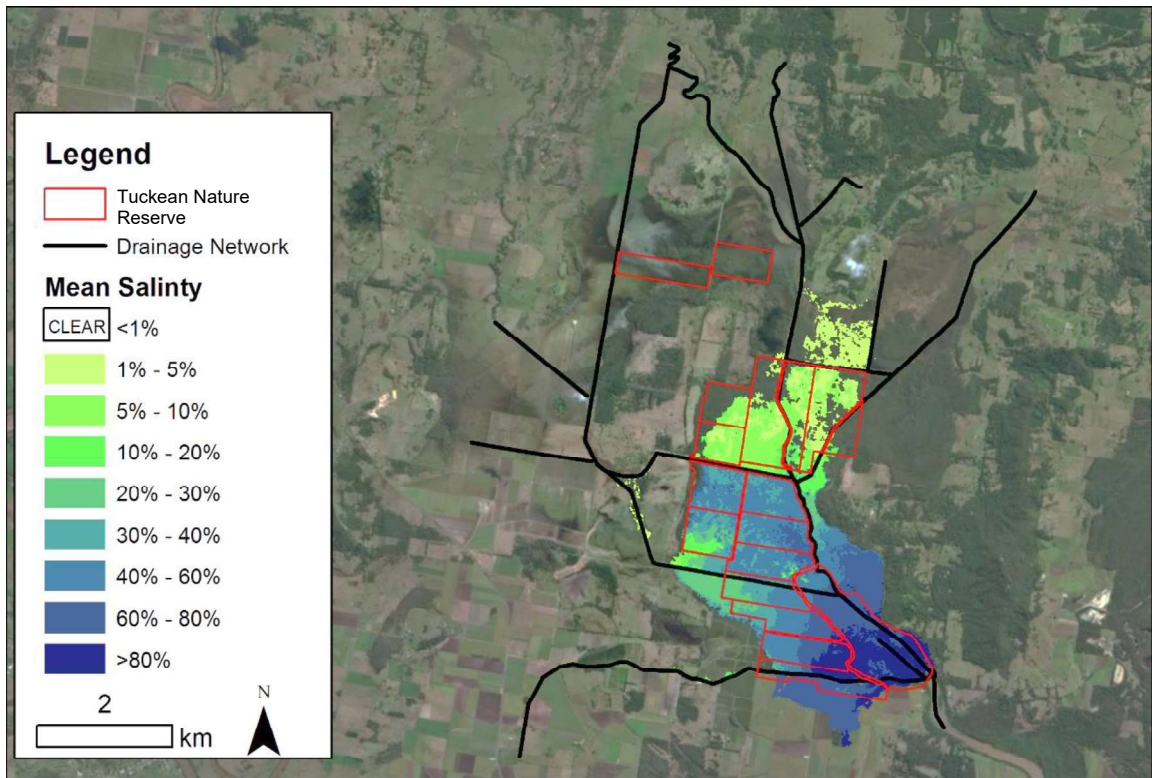 Legend
Tuckean Nature
Reserve
Drainage Network
Mean Salinty
CLEAR <1%
1% - 5%
5% - 10%
10% - 20%
20% - 30%
30% - 40%
40% - 60%
60% - 80%
>80%
2
km
N